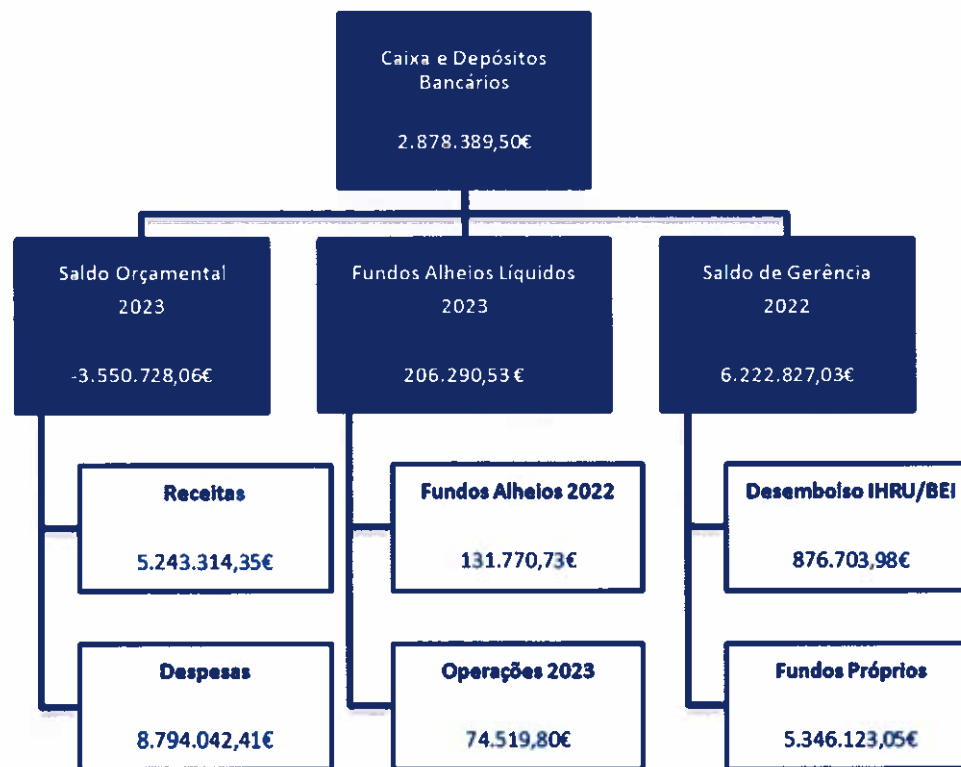 Caixa e Depósitos
Bancários
2.878.389,50€
Saldo Orçamental
2023
-3.550.728,06€
Fundos Alheios Líquidos
2023
206.290,53 €
Saldo de Gerência
2022
6.222.827,03€
Receitas
5.243.314,35€
Fundos Alheios 2022
131.770,73€
Desembolso IHRU/BEI
876.703,98€
Despesas
8.794.042,41€
Operações 2023
74.519,80€
Fundos Próprios
5.346.123,05€